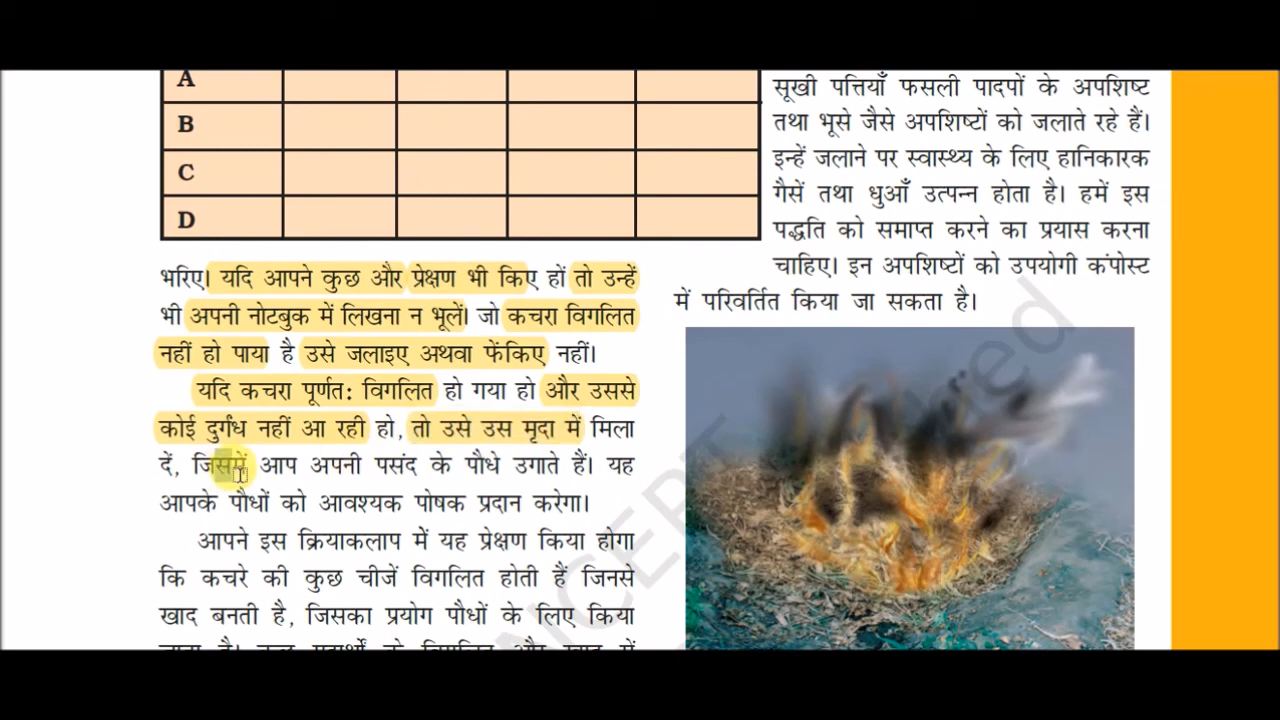 A
B
C
D
भरिए। यदि आपने कुछ और प्रेक्षण भी किए हों तो उन्हें
भी अपनी नोटबुक में लिखना न भूलें। जो कचरा विगलित
नहीं हो पाया है उसे जलाइए अथवा फेंकिए नहीं।
यदि कचरा पूर्णत: विगलित हो गया हो और उससे
कोई दुर्गंध नहीं आ रही हो, तो उसे उस मृदा में मिला
दें, जिसमें आप अपनी पसंद के पौधे उगाते हैं। यह
आपके पौधों को आवश्यक पोषक प्रदान करेगा।
आपने इस क्रियाकलाप में यह प्रेक्षण किया होगा
कि कचरे की कुछ चीजें विगलित होती हैं जिनसे
खाद बनती है, जिसका प्रयोग पौधों के लिए किया
सूखी पत्तियाँ फसली पादपों के अपशिष्ट
तथा भूसे जैसे अपशिष्टों को जलाते रहे हैं।
इन्हें जलाने पर स्वास्थ्य के लिए हानिकारक
गैसें तथा धुआँ उत्पन्न होता है। हमें इस
पद्धति को समाप्त करने का प्रयास करना
चाहिए। इन अपशिष्टों को उपयोगी कंपोस्ट
में परिवर्तित किया जा सकता है।